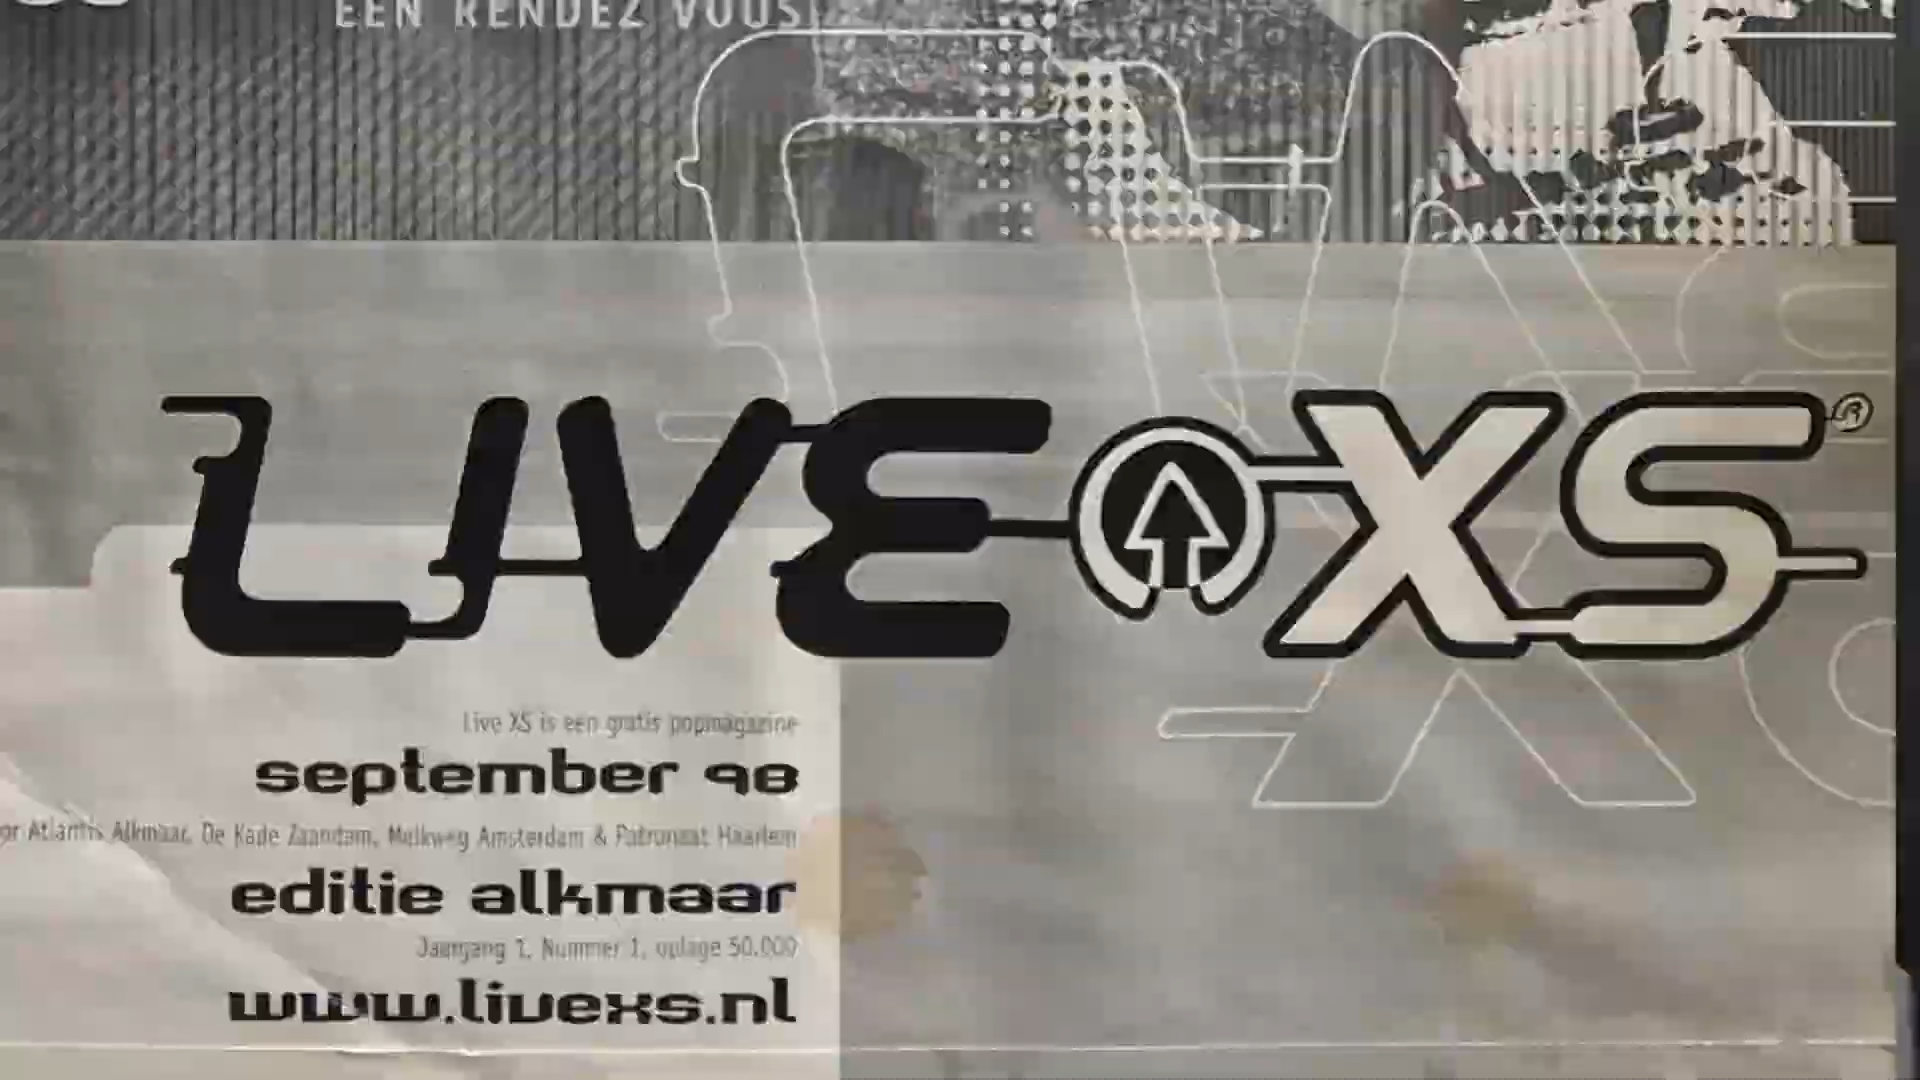 EEN RENDEZ VOUS
LIVE XS®
Live XS is een gratis popmagazine
september 98
or Atlantis Alkmaar, De Kade Zaandam, Melkweg Amsterdam & Patronaat Haarlem
editie alkmaar
Jaargang 1, Nummer 1, oplage 50.000
www.livexs.nl